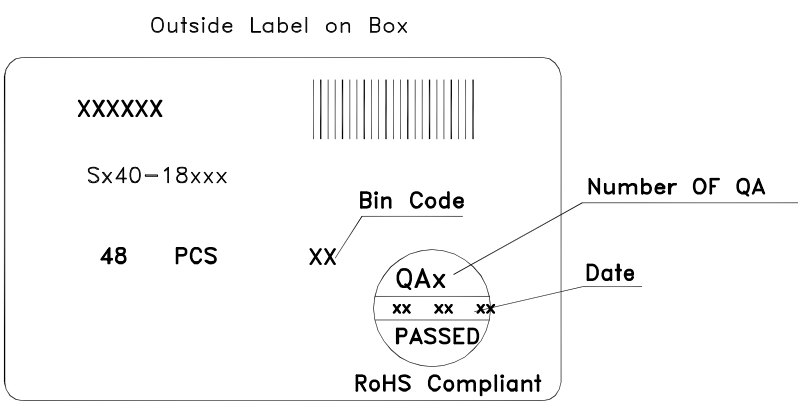 Outside Label on Box
XXXXXX
Sx40-18xxx
Number OF QA
Bin Code
48 PCS XX
QAx
Date
xx xx xx
PASSED
RoHS Compliant